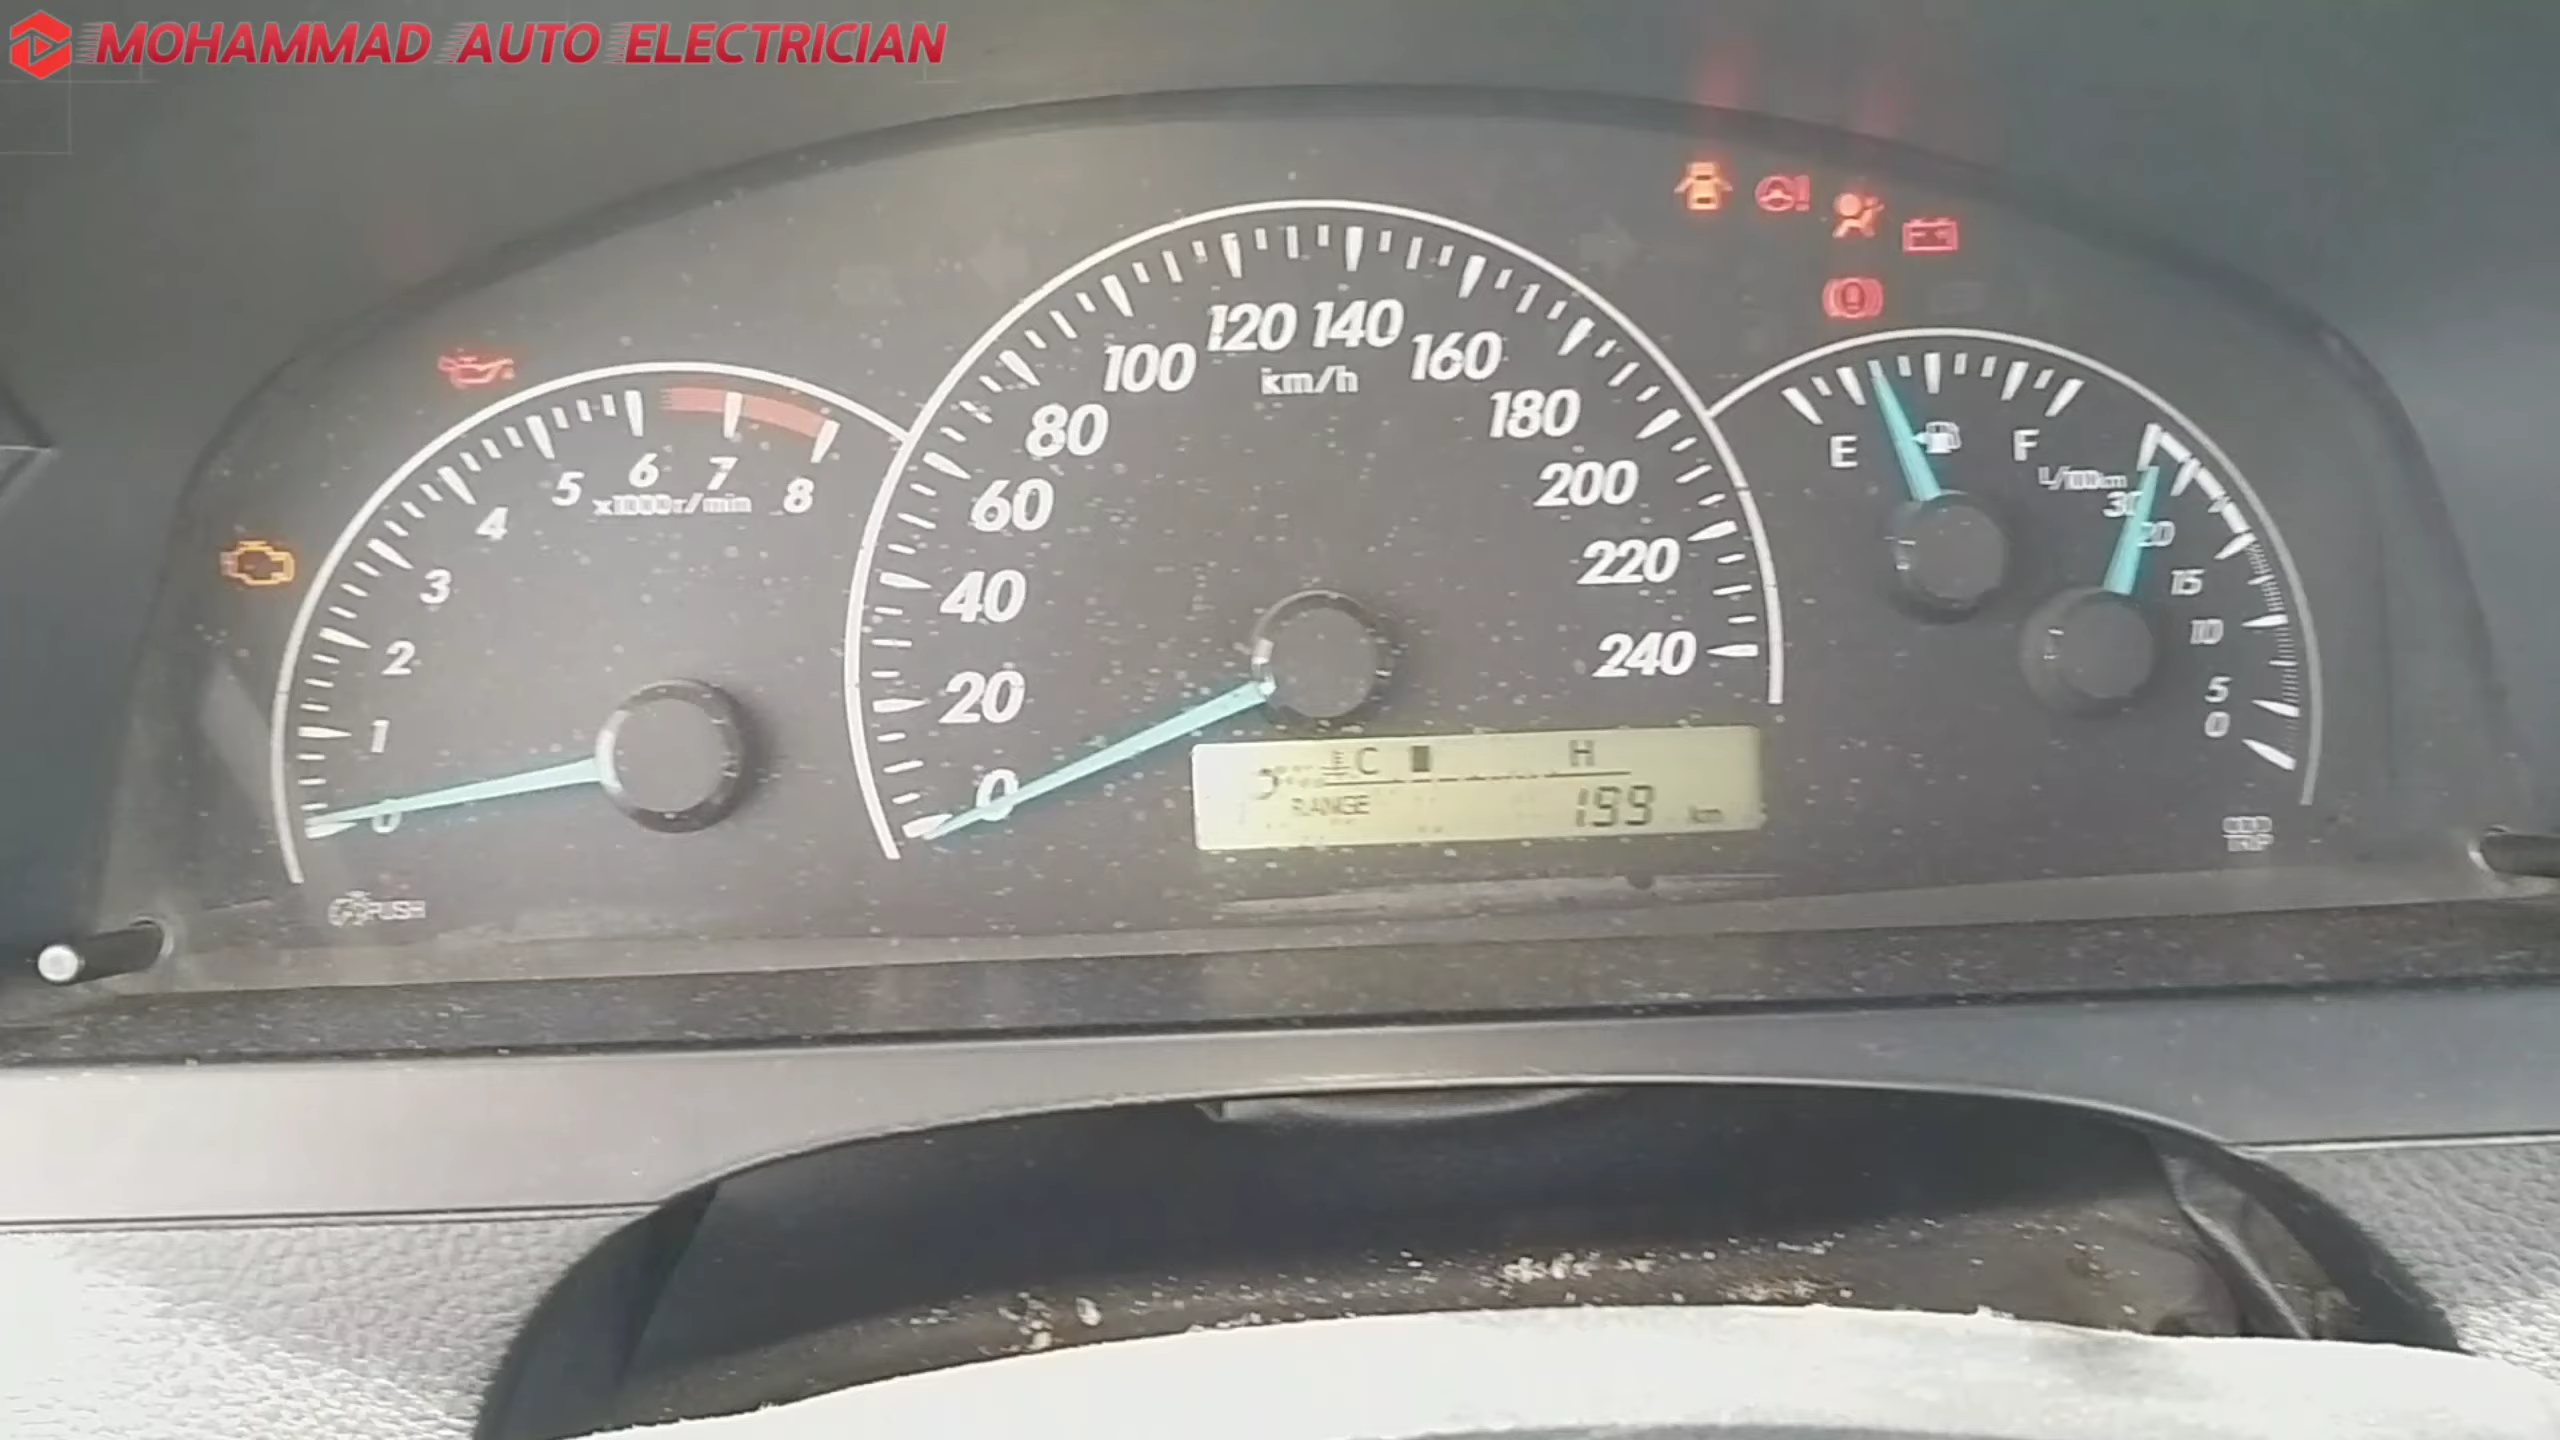 MOHAMMAD AUTO ELECTRICIAN
120 140
100 160
km/h
80 180
60 200
40 220
20 240
0
5 6 7 8
x1000r/min
4
3
2
1
0
E F
L/100km
30
20
15
10
5
0
C H
RANGE 199 km
PUSH
ODO
TRIP